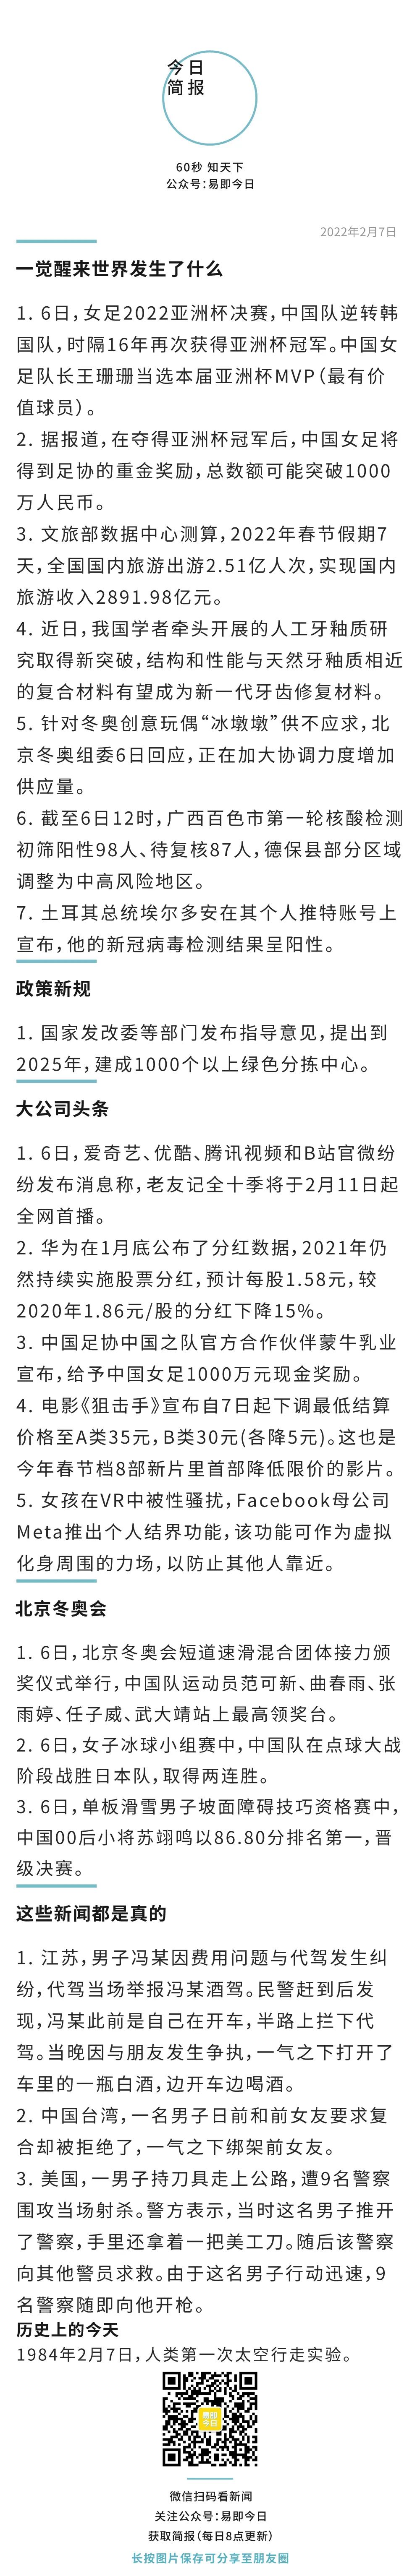 今日
简报
60秒 知天下
公众号:易即今日
2022年2月7日
一觉醒来世界发生了什么
1. 6日,女足2022亚洲杯决赛,中国队逆转韩
国队,时隔16年再次获得亚洲杯冠军。中国女
足队长王珊珊当选本届亚洲杯MVP(最有价
值球员)。
2. 据报道,在夺得亚洲杯冠军后,中国女足将
得到足协的重金奖励,总数额可能突破1000
万人民币。
3. 文旅部数据中心测算,2022年春节假期7
天,全国国内旅游出游2.51亿人次,实现国内
旅游收入2891.98亿元。
4. 近日,我国学者牵头开展的人工牙釉质研
究取得新突破,结构和性能与天然牙釉质相近
的复合材料有望成为新一代牙齿修复材料。
5. 针对冬奥创意玩偶“冰墩墩”供不应求,北
京冬奥组委6日回应,正在加大协调力度增加
供应量。
6. 截至6日12时,广西百色市第一轮核酸检测
初筛阳性98人、待复核87人,德保县部分区域
调整为中高风险地区。
7. 土耳其总统埃尔多安在其个人推特账号上
宣布,他的新冠病毒检测结果呈阳性。
政策新规
1. 国家发改委等部门发布指导意见,提出到
2025年,建成1000个以上绿色分拣中心。
大公司头条
1. 6日,爱奇艺、优酷、腾讯视频和B站官微纷
纷发布消息称,老友记全十季将于2月11日起
全网首播。
2. 华为在1月底公布了分红数据,2021年仍
然持续实施股票分红,预计每股1.58元,较
2020年1.86元/股的分红下降15%。
3. 中国足协中国之队官方合作伙伴蒙牛乳业
宣布,给予中国女足1000万元现金奖励。
4. 电影《狙击手》宣布自7日起下调最低结算
价格至A类35元,B类30元(各降5元)。这也是
今年春节档8部新片里首部降低限价的影片。
5. 女孩在VR中被性骚扰,Facebook母公司
Meta推出个人结界功能,该功能可作为虚拟
化身周围的力场,以防止其他人靠近。
北京冬奥会
1. 6日,北京冬奥会短道速滑混合团体接力颁
奖仪式举行,中国队运动员范可新、曲春雨、张
雨婷、任子威、武大靖站上最高领奖台。
2. 6日,女子冰球小组赛中,中国队在点球大战
阶段战胜日本队,取得两连胜。
3. 6日,单板滑雪男子坡面障碍技巧资格赛中,
中国00后小将苏翊鸣以86.80分排名第一,晋
级决赛。
这些新闻都是真的
1. 江苏,男子冯某因费用问题与代驾发生纠
纷,代驾当场举报冯某酒驾。民警赶到后发
现,冯某此前是自己在开车,半路上拦下代
驾。当晚因与朋友发生争执,一气之下打开了
车里的一瓶白酒,边开车边喝酒。
2. 中国台湾,一名男子日前和前女友要求复
合却被拒绝了,一气之下绑架前女友。
3. 美国,一男子持刀具走上公路,遭9名警察
围攻当场射杀。警方表示,当时这名男子推开
了警察,手里还拿着一把美工刀。随后该警察
向其他警员求救。由于这名男子行动迅速,9
名警察随即向他开枪。
历史上的今天
1984年2月7日,人类第一次太空行走实验。
易即
今日
微信扫码看新闻
关注公众号:易即今日
获取简报(每日8点更新)
长按图片保存可分享至朋友圈